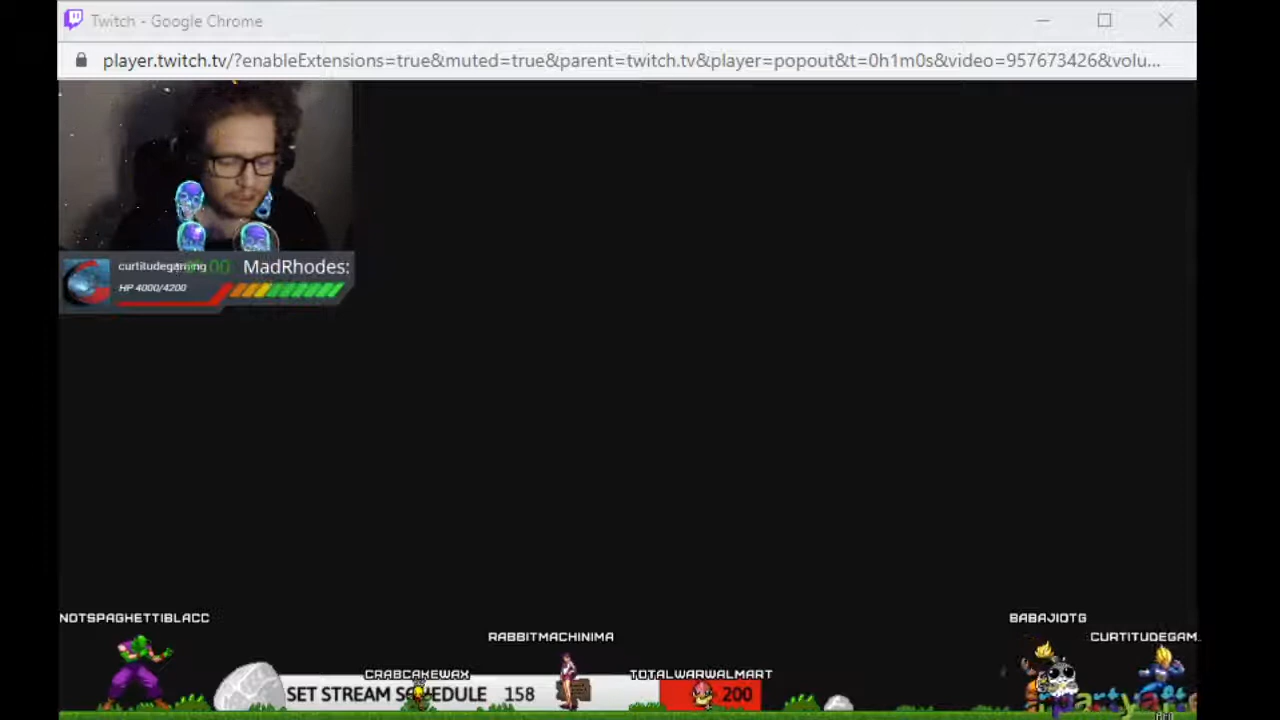 Twitch - Google Chrome
player.twitch.tv/?enableExtensions=true&muted=true&parent=twitch.tv&player=popout&t=0h1m0s&video=957673426&volu...
curtitudegaming
MadRhodes:
HP 4000/4200
NOTSPAGHETTIBLACC
BABAJIOTG
RABBITMACHINIMA
CURTITUDEGAM
CRABCAKEWAX
TOTALWARWALMART
SET STREAM SCHEDULE 158
200